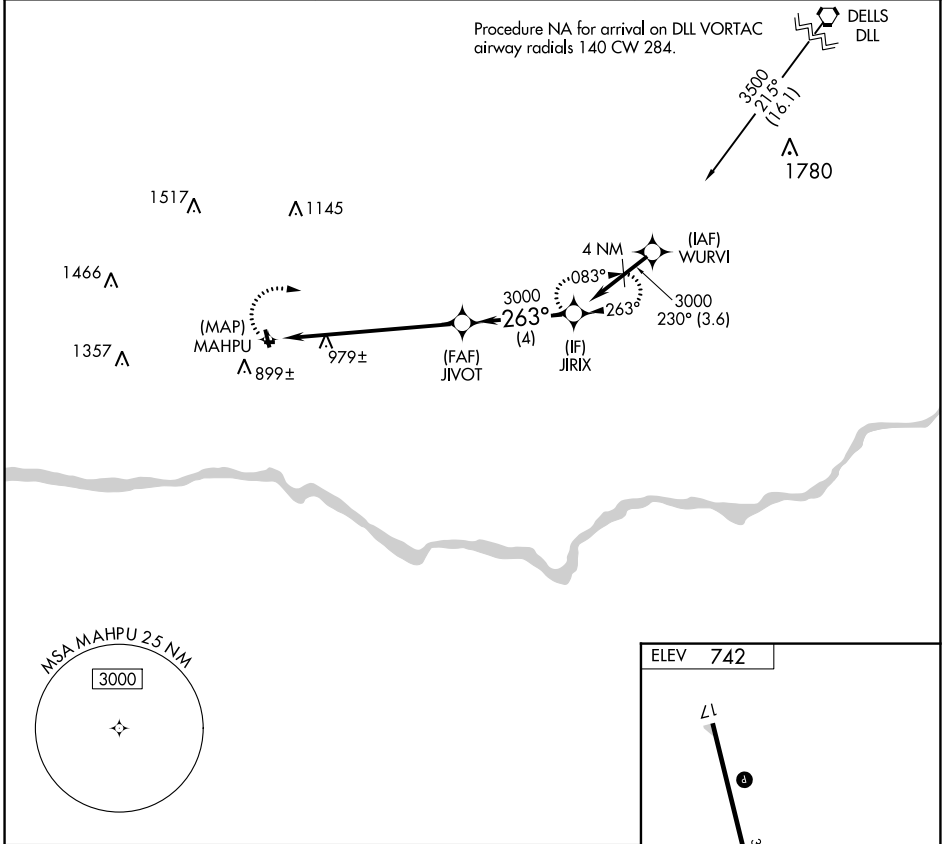 Procedure NA for arrival on DLL VORTAC
airway radials 140 CW 284.
DELLS
DLL
3500
215°
(16.1)
1780
1517
1145
1466
1357
(MAP)
MAHPU
899±
979±
(FAF)
JIVOT
3000
263°
(4)
(IF)
JIRIX
083°
263°
4 NM
(IAF)
WURVI
3000
230° (3.6)
MSA MAHPU 25 NM
3000
ELEV 742
17
P